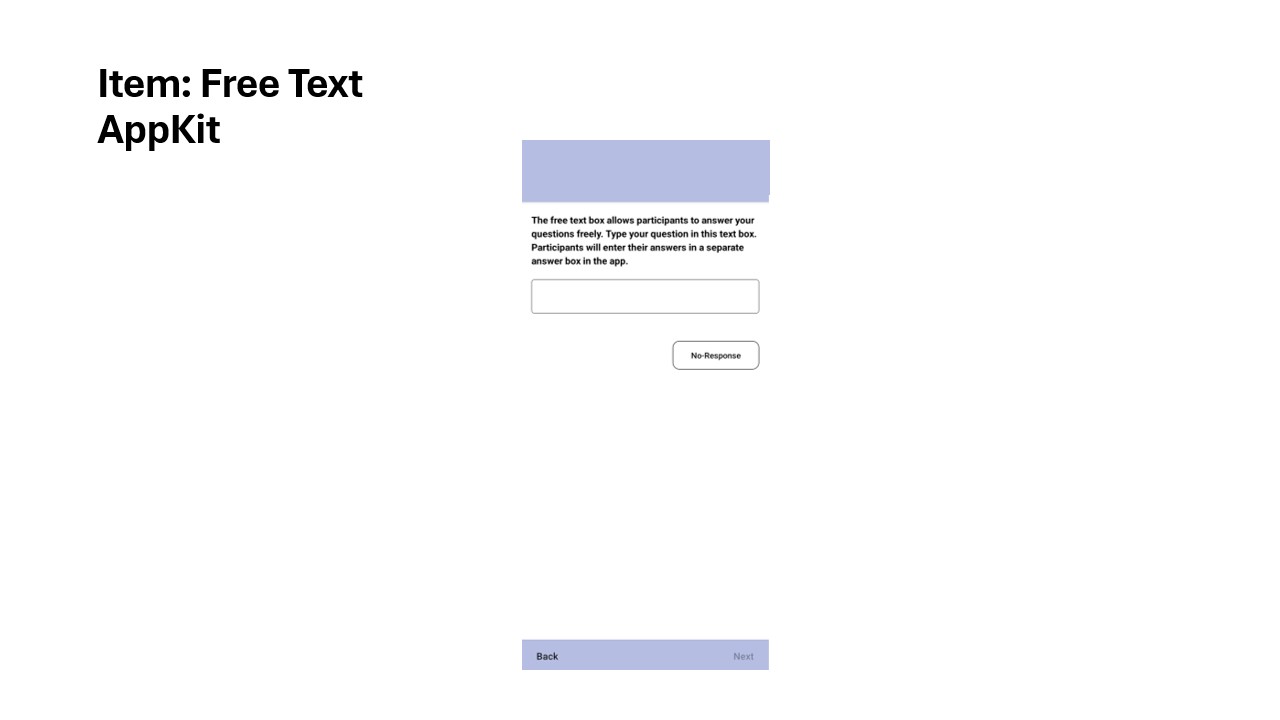 Item: Free Text
AppKit
The free text box allows participants to answer your
questions freely. Type your question in this text box.
Participants will enter their answers in a separate
answer box in the app.
No-Response
Back
Next